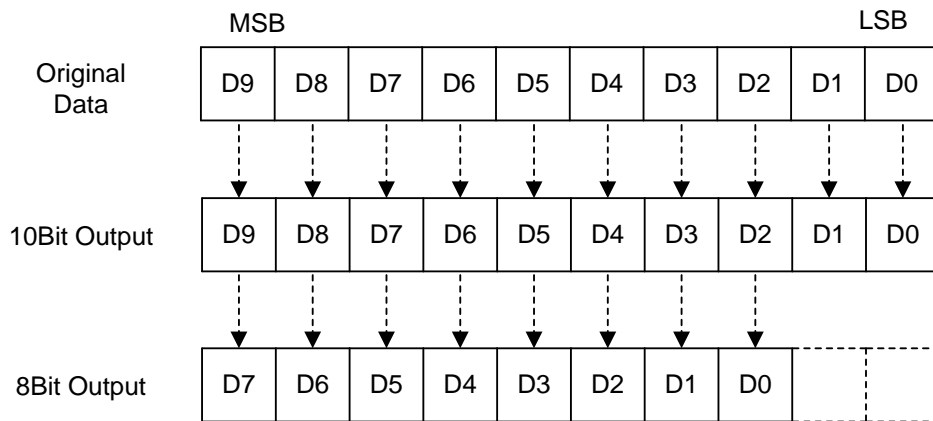 MSB LSB
Original
Data
D9 D8 D7 D6 D5 D4 D3 D2 D1 D0
10Bit Output D9 D8 D7 D6 D5 D4 D3 D2 D1 D0
8Bit Output D7 D6 D5 D4 D3 D2 D1 D0